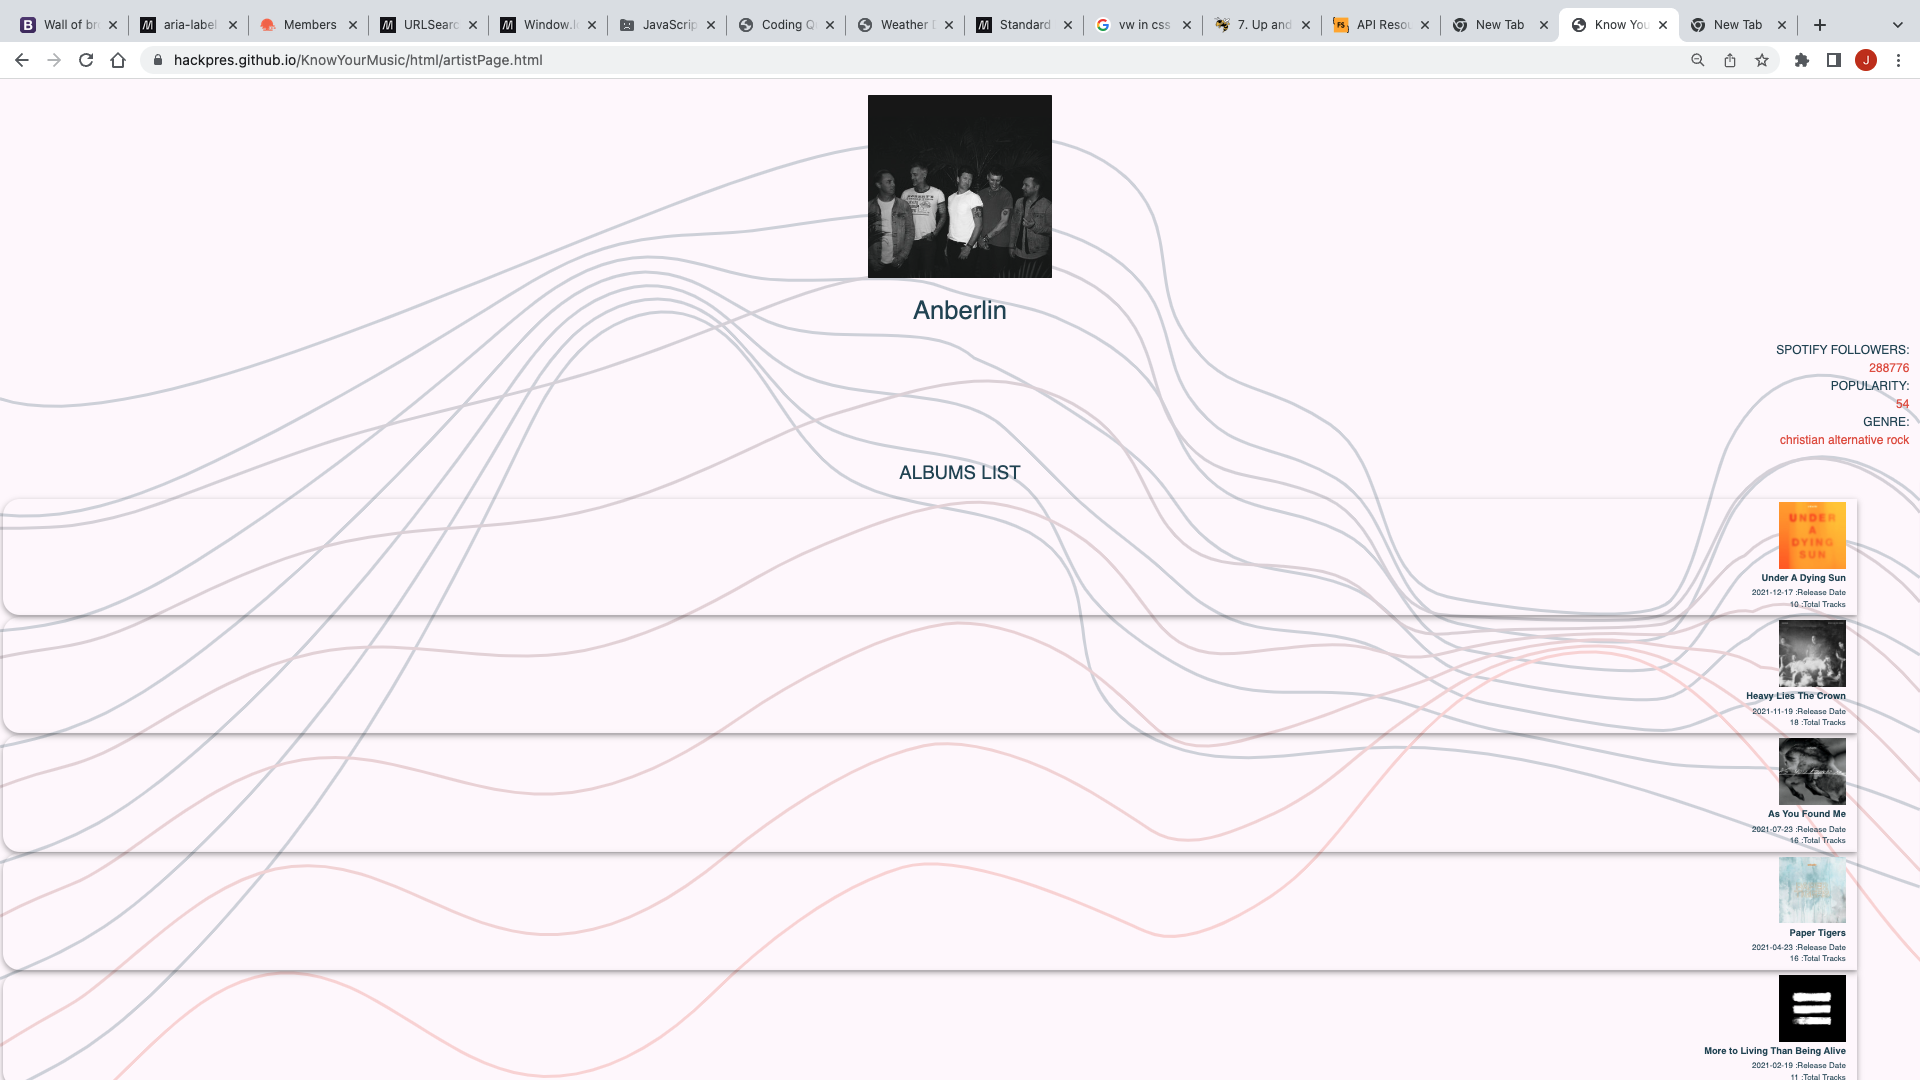 Wall of br
aria-label
Members
URLSearc
Window.l
JavaScrip
Coding Q
Weather D
Standard
vw in css
7. Up and
API Resou
New Tab
Know You
New Tab
hackpres.github.io/KnowYourMusic/html/artistPage.html
J
Anberlin
SPOTIFY FOLLOWERS:
288776
POPULARITY:
54
GENRE:
christian alternative rock
ALBUMS LIST
UNDER
A
DYING
SUN
Under A Dying Sun
2021-12-17 :Release Date
10 :Total Tracks
Heavy Lies The Crown
2021-11-19 :Release Date
18 :Total Tracks
As You Found Me
2021-07-23 :Release Date
16 :Total Tracks
Paper Tigers
2021-04-23 :Release Date
16 :Total Tracks
More to Living Than Being Alive
2021-02-19 :Release Date
11 :Total Tracks